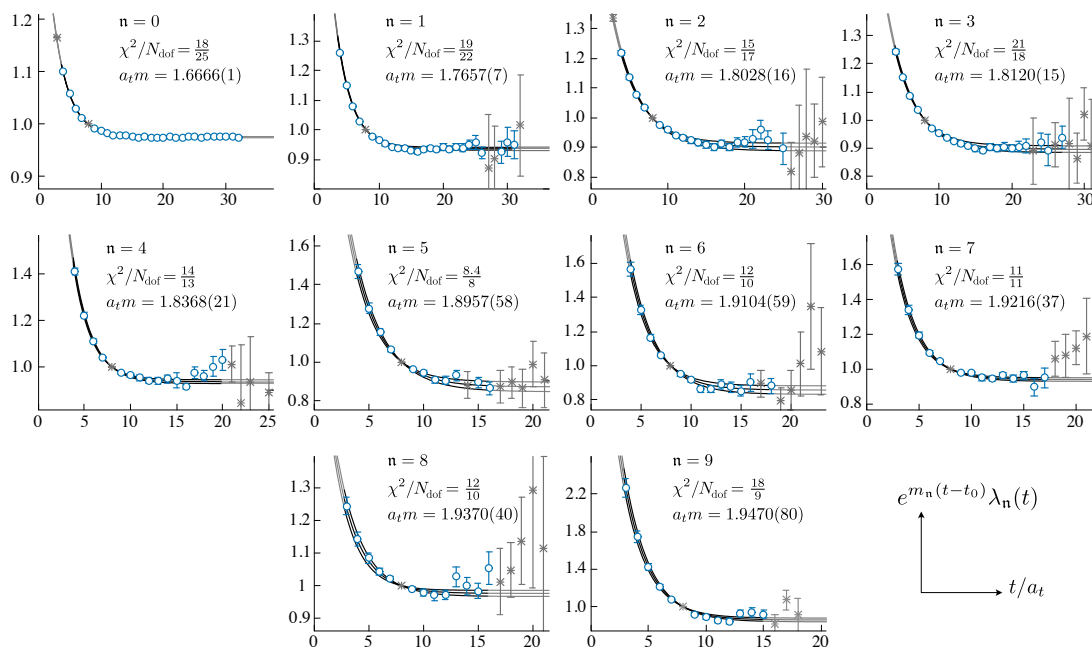 n = 0
χ²/N_dof = 18/25
a_t m = 1.6666(1)
1.2
1.1
1.0
0.9
0 10 20 30
n = 1
χ²/N_dof = 19/22
a_t m = 1.7657(7)
1.3
1.2
1.1
1.0
0.9
0 10 20 30
n = 2
χ²/N_dof = 15/17
a_t m = 1.8028(16)
1.3
1.2
1.1
1.0
0.9
0.8
0 10 20 30
n = 3
χ²/N_dof = 21/18
a_t m = 1.8120(15)
1.3
1.2
1.1
1.0
0.9
0.8
0 10 20 30
n = 4
χ²/N_dof = 14/13
a_t m = 1.8368(21)
1.4
1.2
1.0
0 5 10 15 20 25
n = 5
χ²/N_dof = 8.4/8
a_t m = 1.8957(58)
1.6
1.4
1.2
1.0
0.8
0 5 10 15 20
n = 6
χ²/N_dof = 12/10
a_t m = 1.9104(59)
1.6
1.4
1.2
1.0
0.8
0 5 10 15 20
n = 7
χ²/N_dof = 11/11
a_t m = 1.9216(37)
1.6
1.4
1.2
1.0
0.8
0 5 10 15 20
n = 8
χ²/N_dof = 12/10
a_t m = 1.9370(40)
1.3
1.2
1.1
1
0.9
0 5 10 15 20
n = 9
χ²/N_dof = 18/9
a_t m = 1.9470(80)
2.2
1.8
1.4
1.0
0 5 10 15 20
e^{m_n(t−t_0)} λ_n(t)
t/a_t